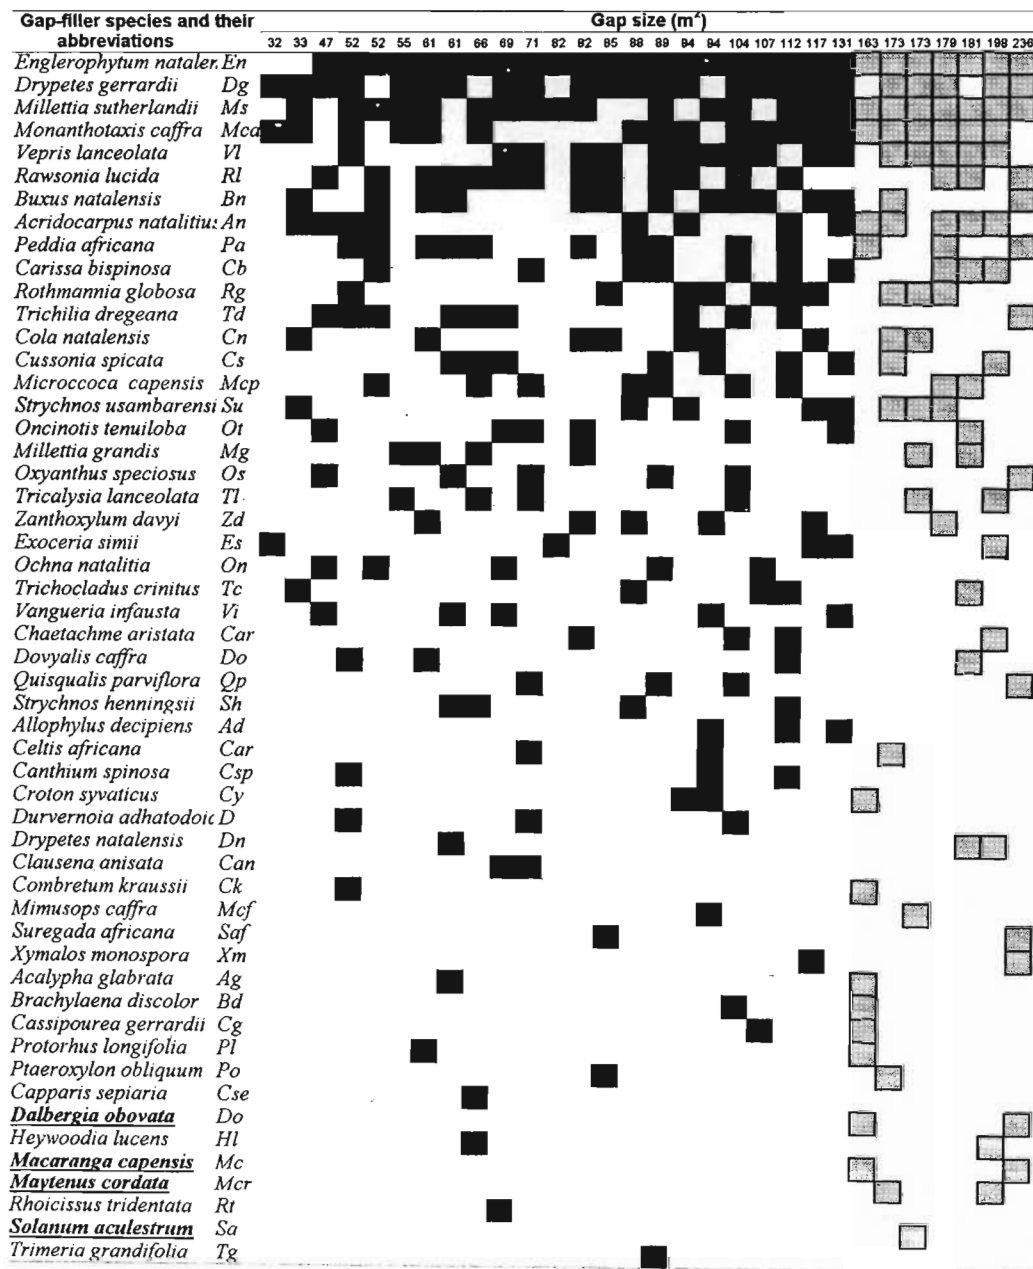 Gap-filler species and their abbreviations Gap size (m²)
32 33 47 52 52 55 61 61 66 69 71 82 82 85 88 89 94 94 104 107 112 117 131 163 173 173 179 181 198 236
Englerophytum nataler. En
Drypetes gerrardii Dg
Millettia sutherlandii Ms
Monanthotaxis caffra Mca
Vepris lanceolata Vl
Rawsonia lucida Rl
Buxus natalensis Bn
Acridocarpus natalitius An
Peddia africana Pa
Carissa bispinosa Cb
Rothmannia globosa Rg
Trichilia dregeana Td
Cola natalensis Cn
Cussonia spicata Cs
Microccoca capensis Mcp
Strychnos usambarensi Su
Oncinotis tenuiloba Ot
Millettia grandis Mg
Oxyanthus speciosus Os
Tricalysia lanceolata Tl
Zanthoxylum davyi Zd
Exoceria simii Es
Ochna natalitia On
Trichocladus crinitus Tc
Vangueria infausta Vi
Chaetachme aristata Car
Dovyalis caffra Do
Quisqualis parviflora Qp
Strychnos henningsii Sh
Allophylus decipiens Ad
Celtis africana Car
Canthium spinosa Csp
Croton syvaticus Cy
Durvernoia adhatodoic D
Drypetes natalensis Dn
Clausena anisata Can
Combretum kraussii Ck
Mimusops caffra Mcf
Suregada africana Saf
Xymalos monospora Xm
Acalypha glabrata Ag
Brachylaena discolor Bd
Cassipourea gerrardii Cg
Protorhus longifolia Pl
Ptaeroxylon obliquum Po
Capparis sepiaria Cse
Dalbergia obovata Do
Heywoodia lucens Hl
Macaranga capensis Mc
Maytenus cordata Mcr
Rhoicissus tridentata Rt
Solanum aculestrum Sa
Trimeria grandifolia Tg